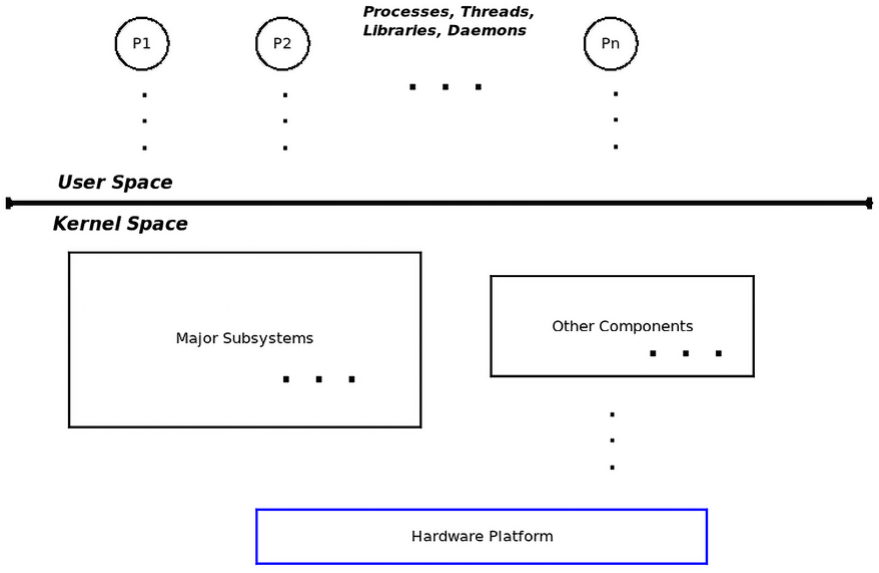 Processes, Threads,
Libraries, Daemons
P1
P2
Pn
User Space
Kernel Space
Major Subsystems
Other Components
Hardware Platform